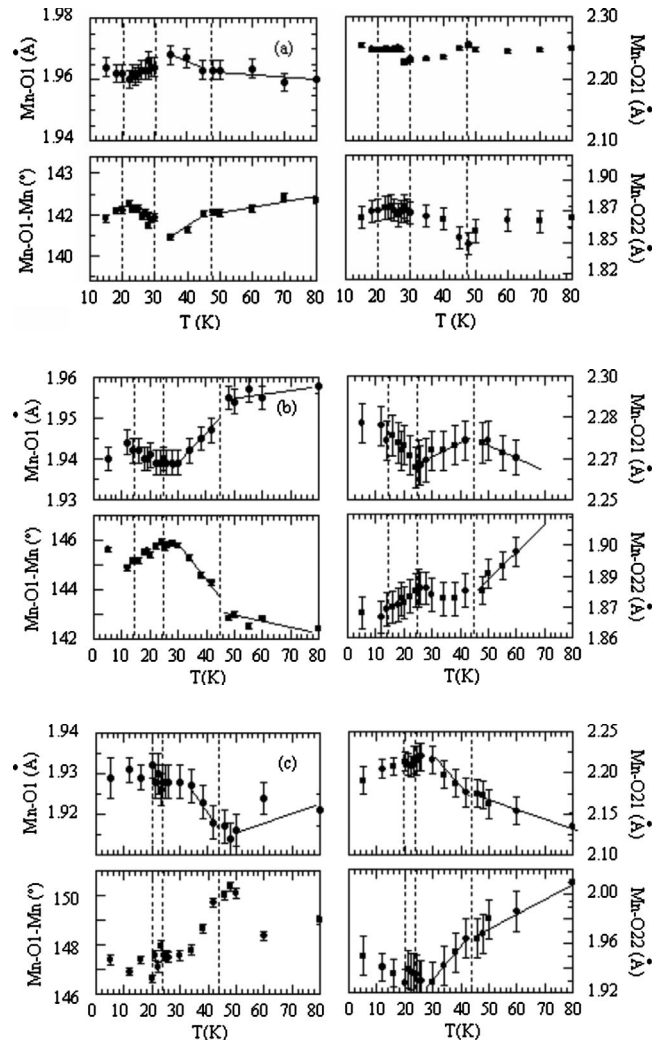 1.98 2.30
(a)
Mn-O1 (Å) 1.96 2.20 Mn-O21 (Å)
1.94 2.10
143 1.90
Mn-O1-Mn (°) 142 1.87 Mn-O22 (Å)
140 1.85
1.82
10 20 30 40 50 60 70 80 10 20 30 40 50 60 70 80
T (K) T (K)
1.96 2.30
(b)
Mn-O1 (Å) 1.95 2.28 Mn-O21 (Å)
1.94 2.27
1.93 2.25
146 1.90
Mn-O1-Mn (°) 145 1.89 Mn-O22 (Å)
143 1.87
142 1.86
0 10 20 30 40 50 60 70 80 0 10 20 30 40 50 60 70 80
T(K) T(K)
1.94 2.21
(c)
Mn-O1 (Å) 1.93 2.20 Mn-O21 (Å)
1.92 2.15
2.10
150 2.00
Mn-O1-Mn (°) 148 1.96 Mn-O22 (Å)
147
146 1.92
0 10 20 30 40 50 60 70 80 0 10 20 30 40 50 60 70 80
T(K) T(K)